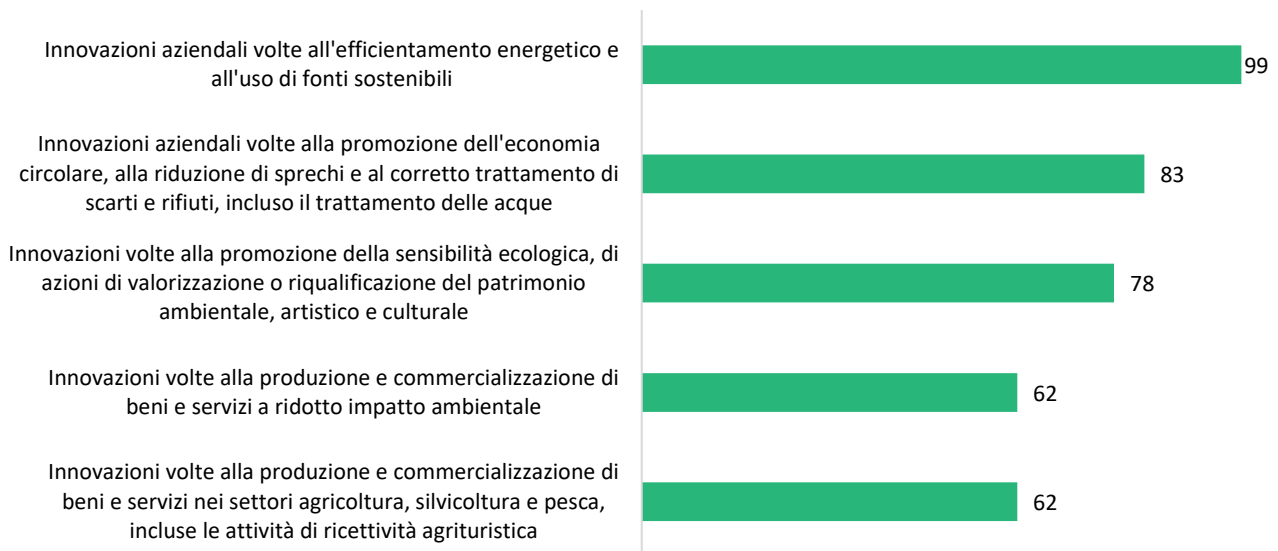 Innovazioni aziendali volte all'efficientamento energetico e
all'uso di fonti sostenibili
99
Innovazioni aziendali volte alla promozione dell'economia
circolare, alla riduzione di sprechi e al corretto trattamento di
scarti e rifiuti, incluso il trattamento delle acque
83
Innovazioni volte alla promozione della sensibilità ecologica, di
azioni di valorizzazione o riqualificazione del patrimonio
ambientale, artistico e culturale
78
Innovazioni volte alla produzione e commercializzazione di
beni e servizi a ridotto impatto ambientale
62
Innovazioni volte alla produzione e commercializzazione di
beni e servizi nei settori agricoltura, silvicoltura e pesca,
incluse le attività di ricettività agrituristica
62